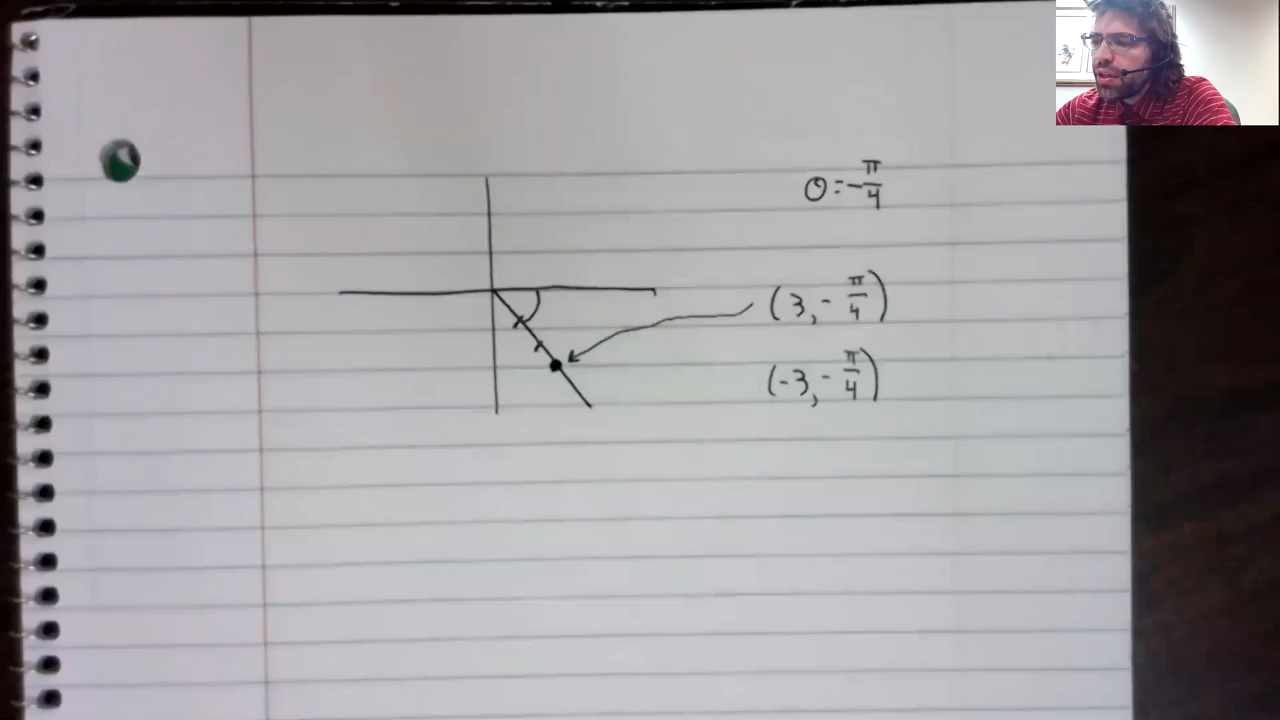 θ = -π/4
(3, -π/4)
(-3, -π/4)